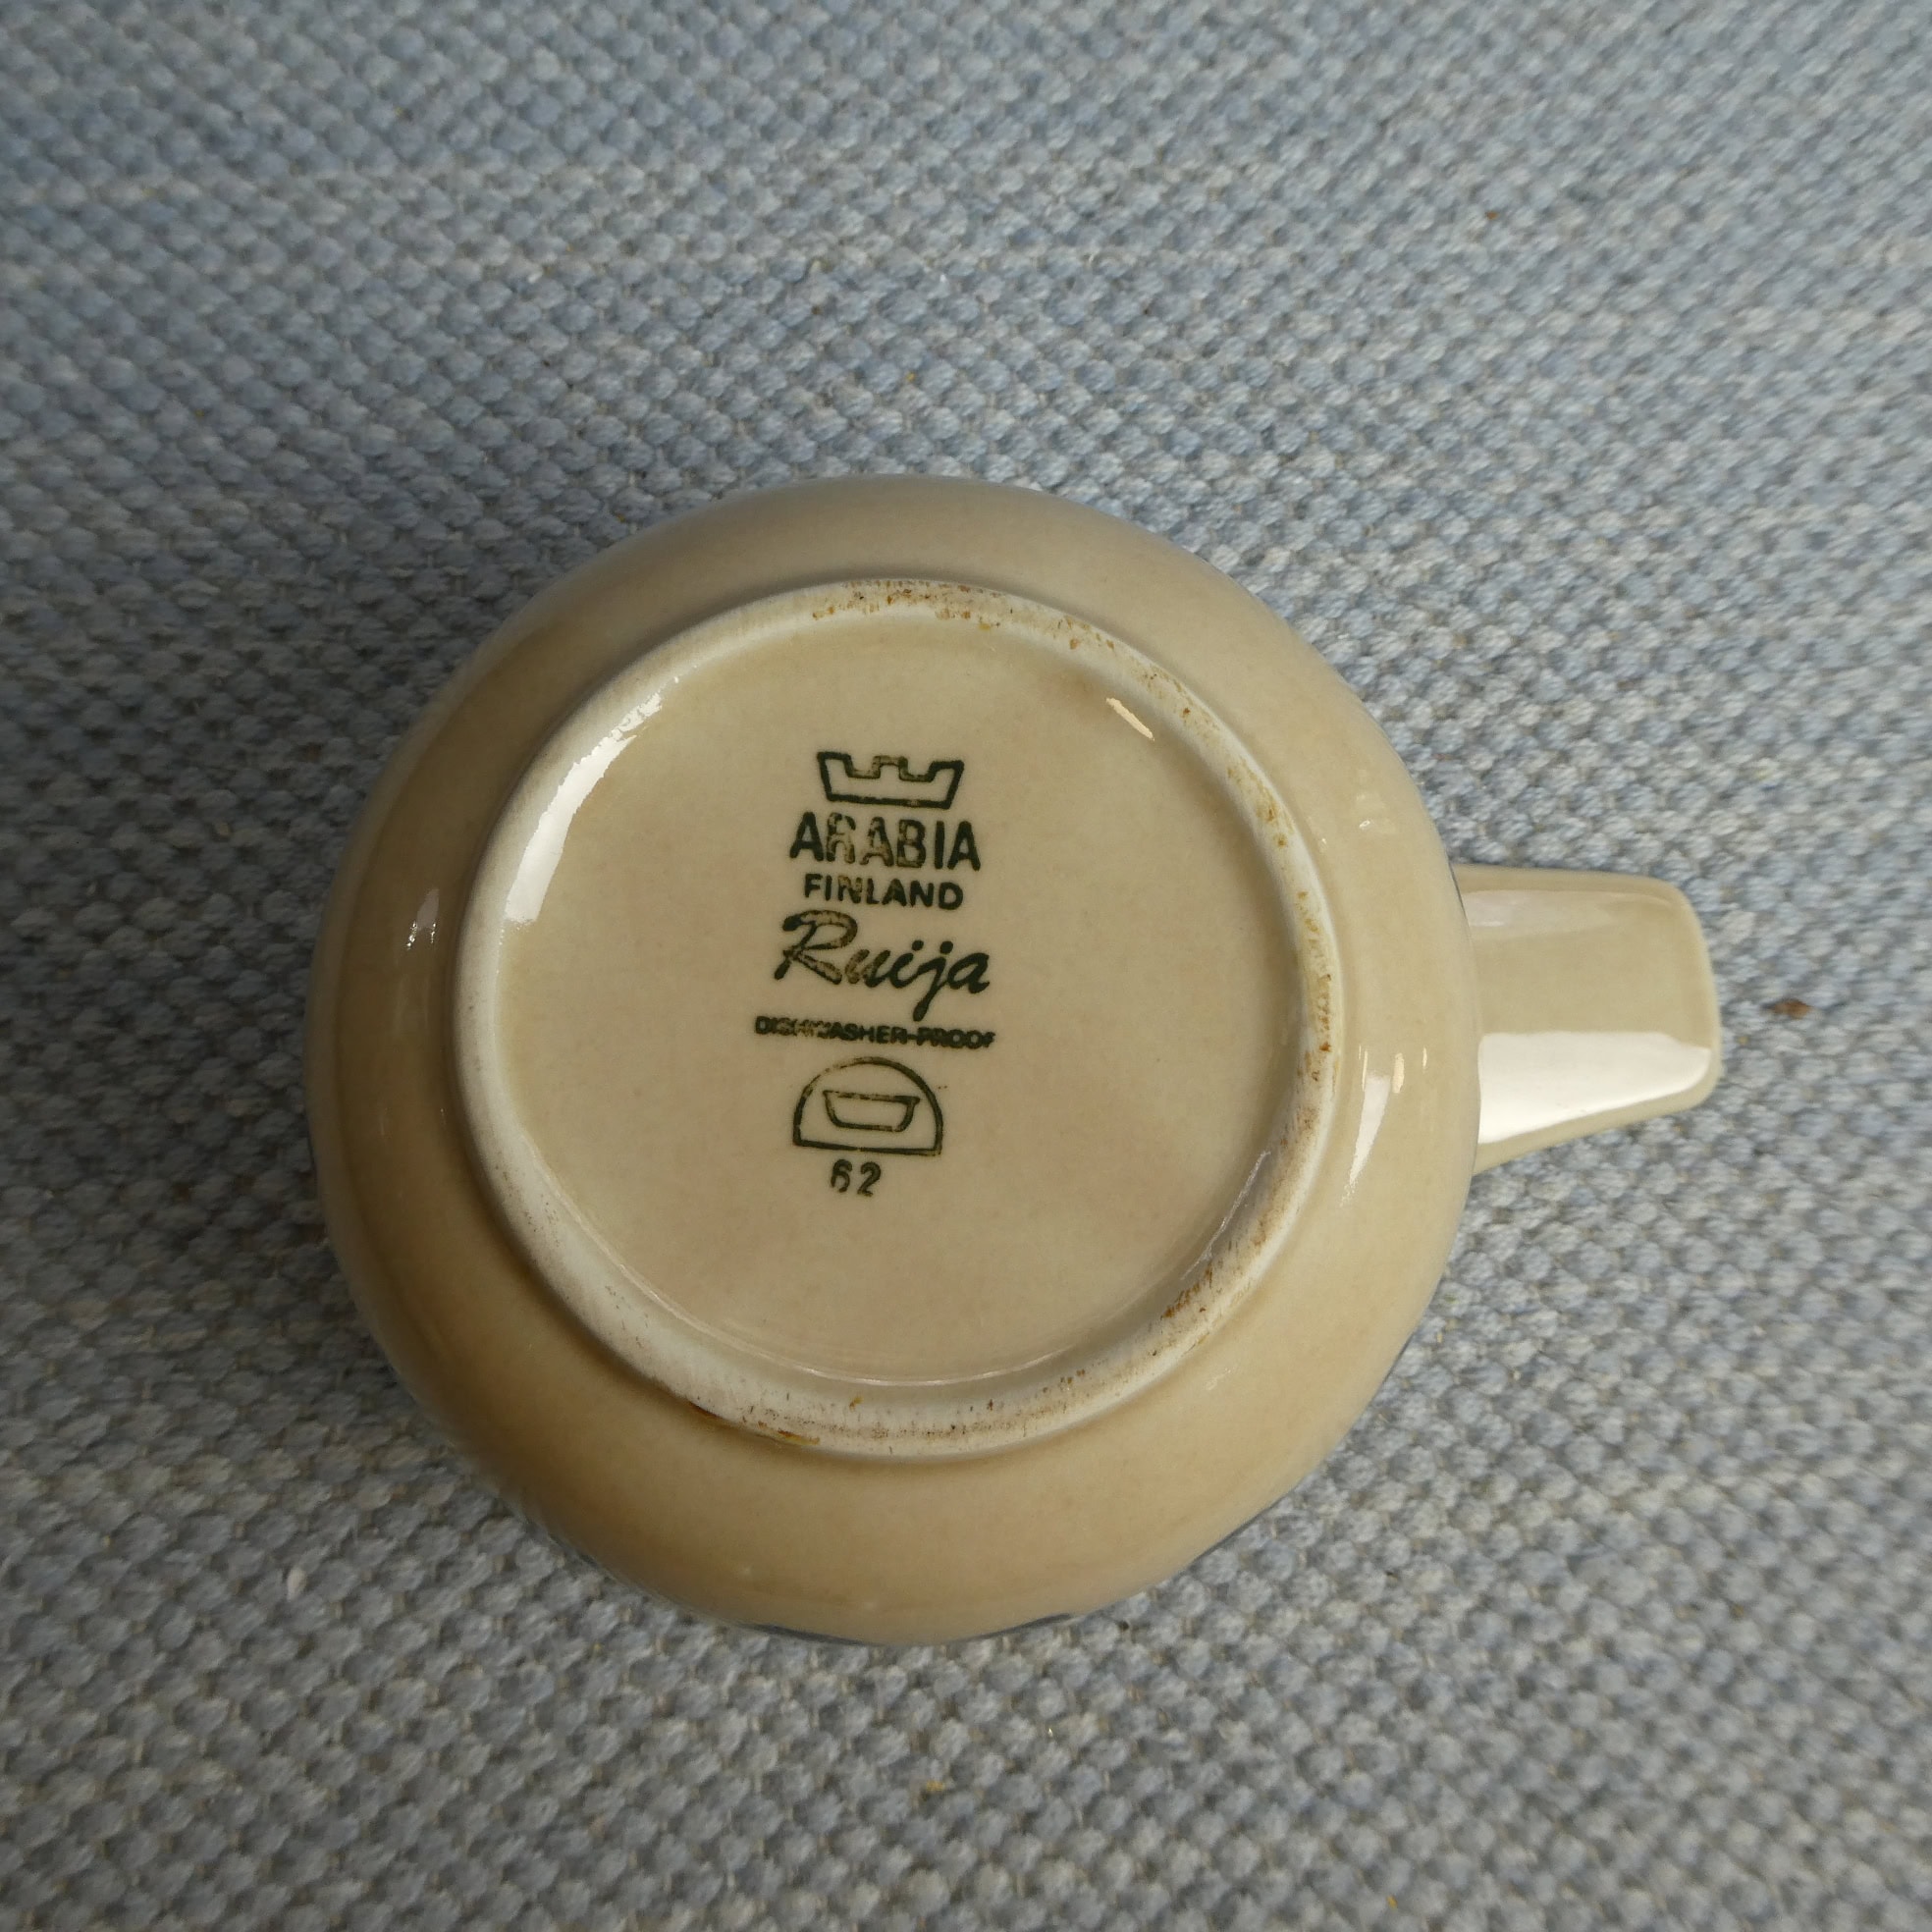 ARABIA
FINLAND
Ruija
DISHWASHER-PROOF
62